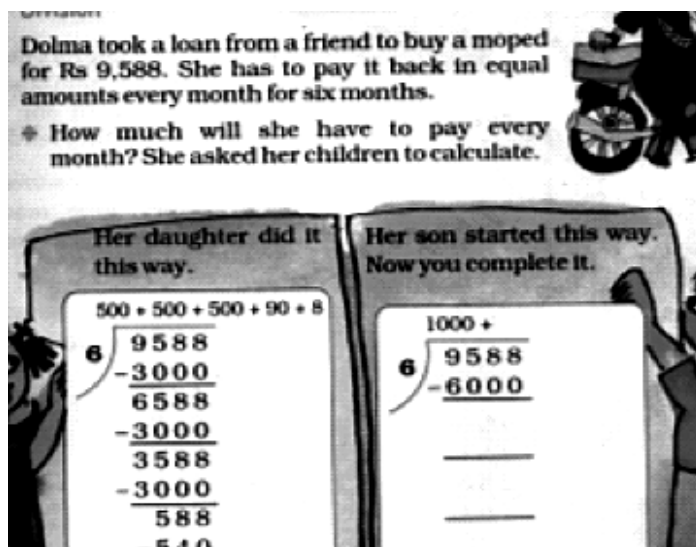 Dolma took a loan from a friend to buy a moped
for Rs 9,588. She has to pay it back in equal
amounts every month for six months.
How much will she have to pay every
month? She asked her children to calculate.
Her daughter did it
this way.
500 + 500 + 500 + 90 + 8
6 9588
-3000
6588
-3000
3588
-3000
588
-540
Her son started this way.
Now you complete it.
1000 +
6 9588
-6000